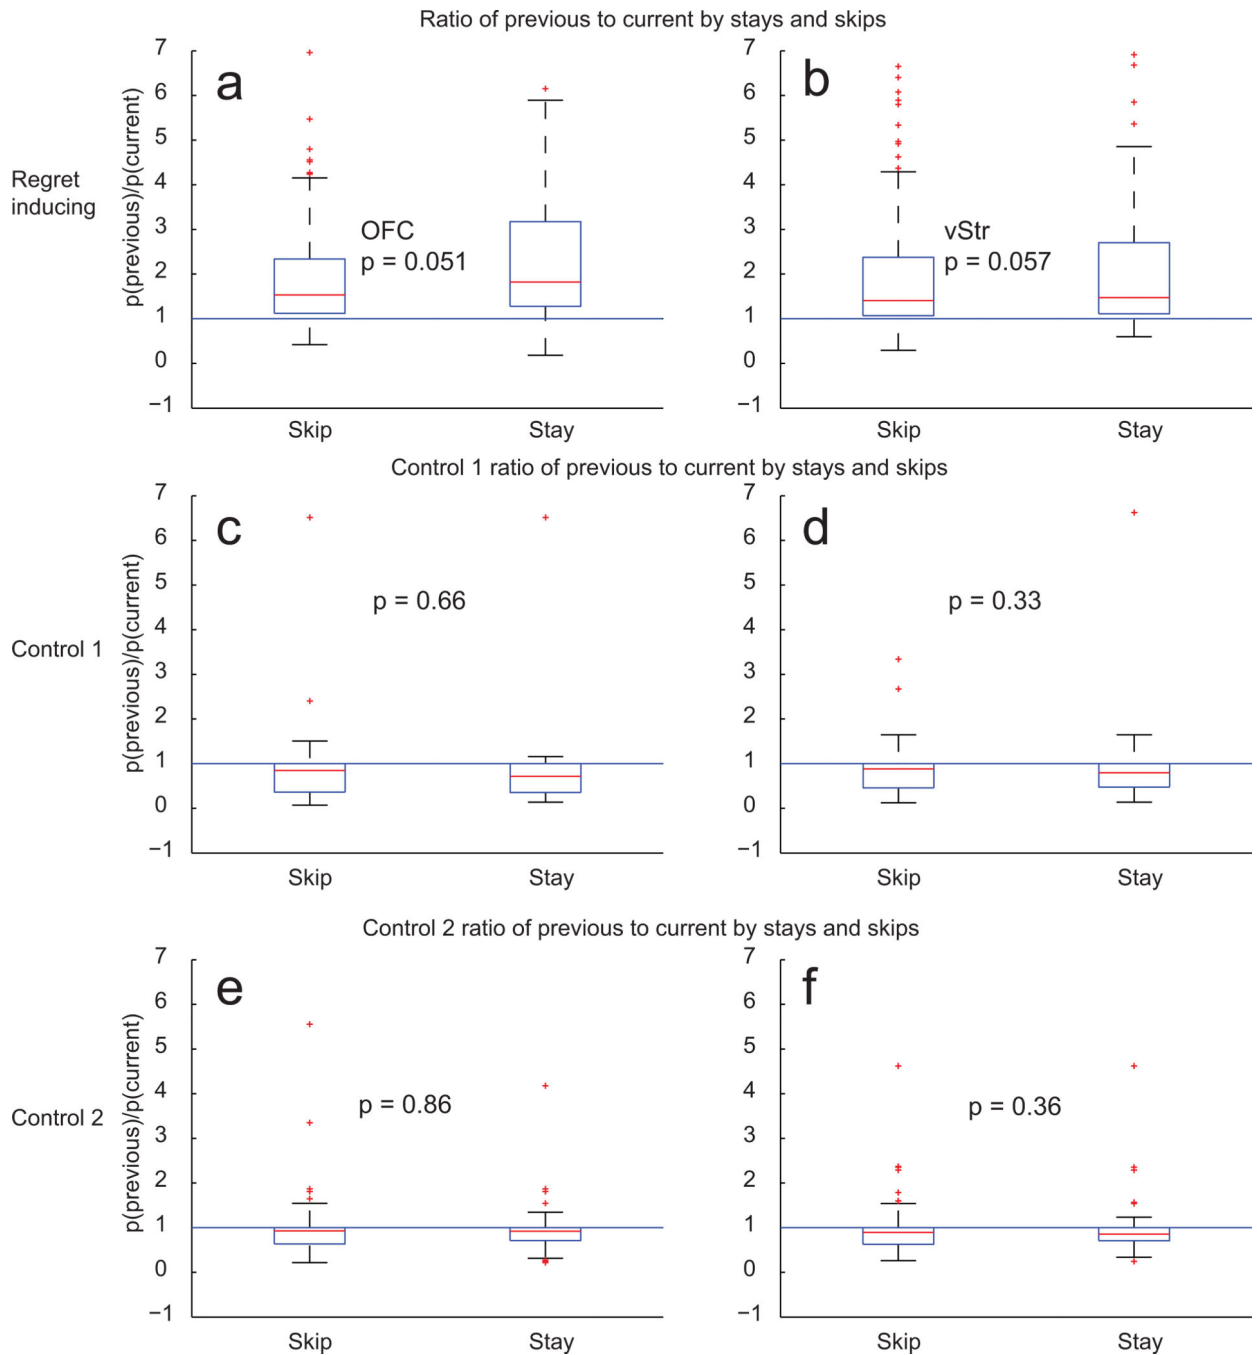 Ratio of previous to current by stays and skips
Regret
inducing
p(previous)/p(current)
7
6
5
4
3
2
1
0
−1
a
OFC
p = 0.051
Skip
Stay
7
6
5
4
3
2
1
0
−1
b
vStr
p = 0.057
Skip
Stay
Control 1 ratio of previous to current by stays and skips
Control 1
p(previous)/p(current)
7
6
5
4
3
2
1
0
−1
c
p = 0.66
Skip
Stay
7
6
5
4
3
2
1
0
−1
d
p = 0.33
Skip
Stay
Control 2 ratio of previous to current by stays and skips
Control 2
p(previous)/p(current)
7
6
5
4
3
2
1
0
−1
e
p = 0.86
Skip
Stay
7
6
5
4
3
2
1
0
−1
f
p = 0.36
Skip
Stay